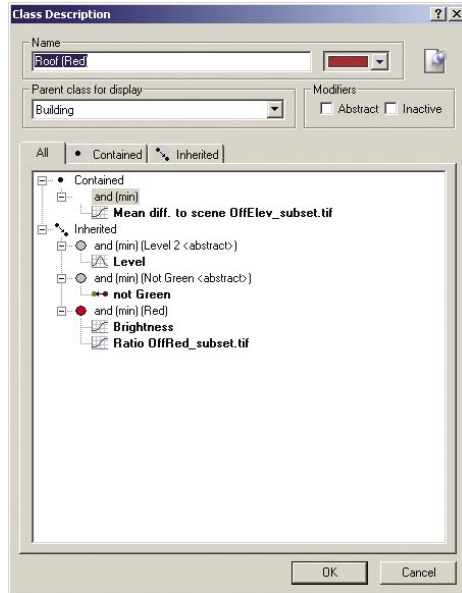 Class Description
Name
Roof (Red)
Parent class for display
Modifiers
Building
Abstract
Inactive
All
Contained
Inherited
Contained
and (min)
Mean diff. to scene OffElev_subset.tif
Inherited
and (min) (Level 2 <abstract>)
Level
and (min) (Not Green <abstract>)
not Green
and (min) (Red)
Brightness
Ratio OffRed_subset.tif
OK
Cancel